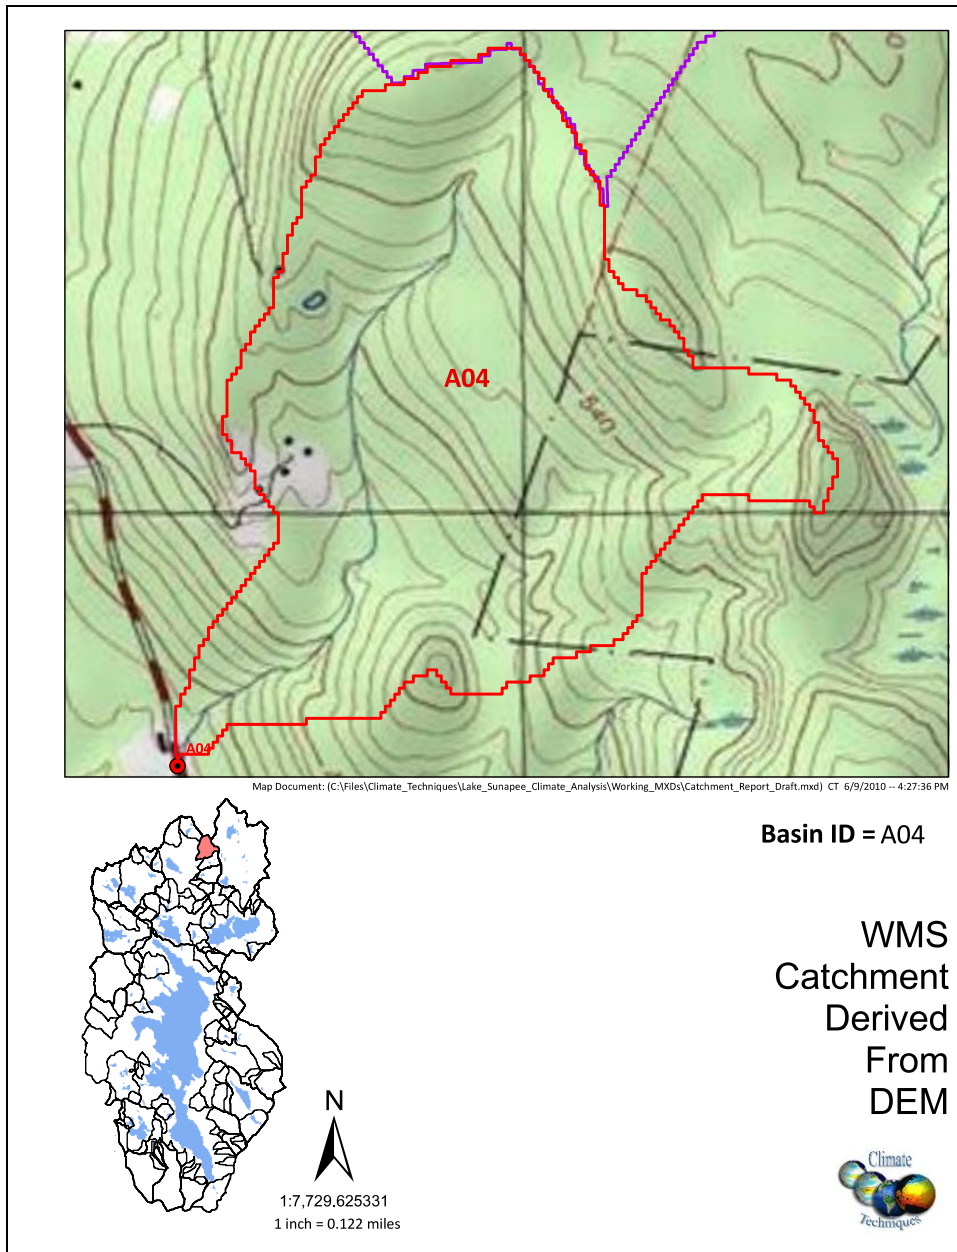 A04
540
A04
Map Document: (C:\Files\Climate_Techniques\Lake_Sunapee_Climate_Analysis\Working_MXDs\Catchment_Report_Draft.mxd) CT 6/9/2010 -- 4:27:36 PM
Basin ID = A04
WMS
Catchment
Derived
From
DEM
N
1:7,729.625331
1 inch = 0.122 miles
Climate
Techniques